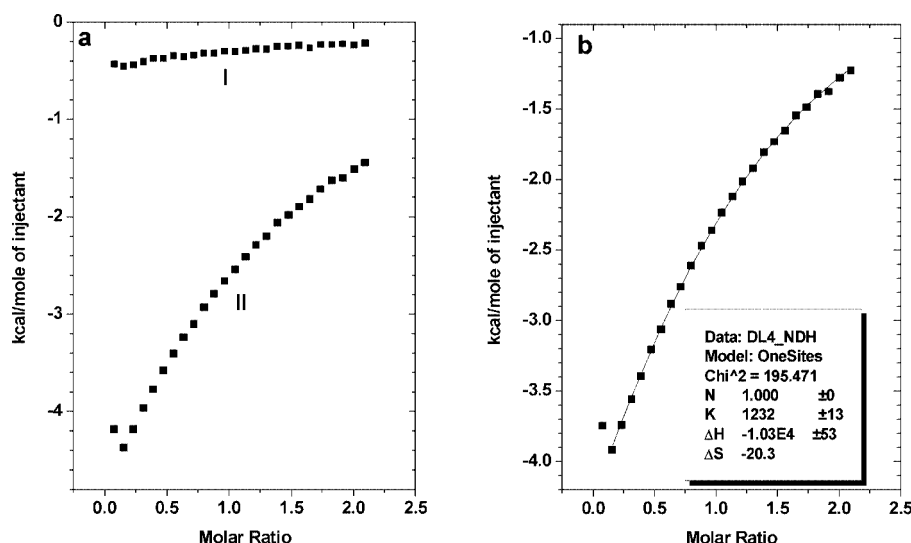 a
0
-1
-2
-3
-4
kcal/mole of injectant
I
II
0.0 0.5 1.0 1.5 2.0 2.5
Molar Ratio
b
-1.0
-1.5
-2.0
-2.5
-3.0
-3.5
-4.0
kcal/mole of injectant
Data: DL4_NDH
Model: OneSites
Chi^2 = 195.471
N 1.000 ±0
K 1232 ±13
ΔH -1.03E4 ±53
ΔS -20.3
0.0 0.5 1.0 1.5 2.0 2.5
Molar Ratio